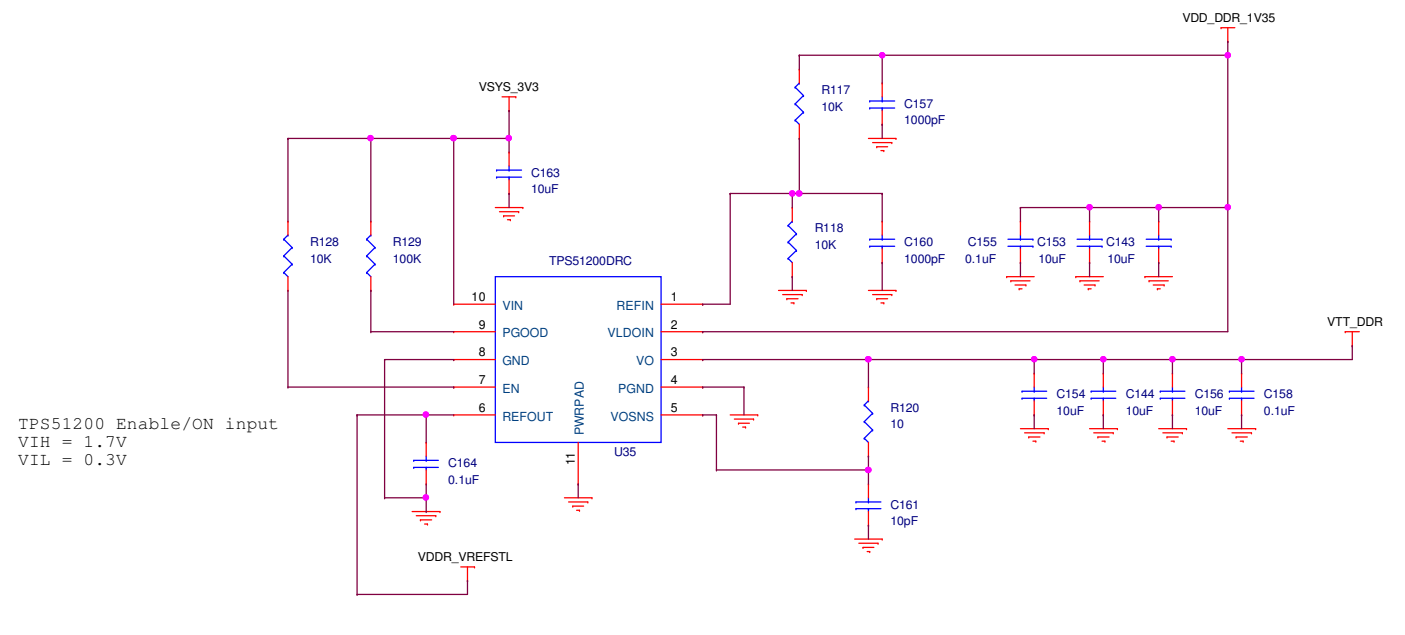 VDD_DDR_1V35
VSYS_3V3
R117
10K
C157
1000pF
C163
10uF
R128
10K
R129
100K
R118
10K
C160
1000pF
C155
0.1uF
C153
10uF
C143
10uF
TPS51200DRC
10 VIN
9 PGOOD
8 GND
7 EN
6 REFOUT
REFIN 1
VLDOIN 2
VO 3
PGND 4
VOSNS 5
PWRPAD
11
U35
VTT_DDR
R120
10
C154
10uF
C144
10uF
C156
10uF
C158
0.1uF
TPS51200 Enable/ON input
VIH = 1.7V
VIL = 0.3V
C164
0.1uF
C161
10pF
VDDR_VREFSTL